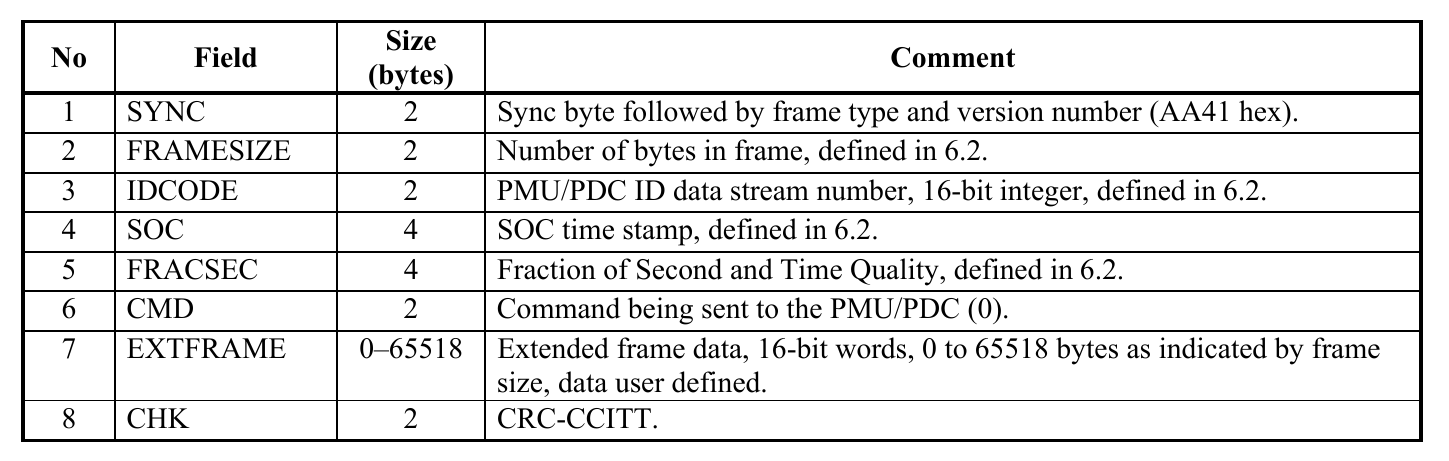 No Field Size (bytes) Comment
1 SYNC 2 Sync byte followed by frame type and version number (AA41 hex).
2 FRAMESIZE 2 Number of bytes in frame, defined in 6.2.
3 IDCODE 2 PMU/PDC ID data stream number, 16-bit integer, defined in 6.2.
4 SOC 4 SOC time stamp, defined in 6.2.
5 FRACSEC 4 Fraction of Second and Time Quality, defined in 6.2.
6 CMD 2 Command being sent to the PMU/PDC (0).
7 EXTFRAME 0–65518 Extended frame data, 16-bit words, 0 to 65518 bytes as indicated by frame
size, data user defined.
8 CHK 2 CRC-CCITT.